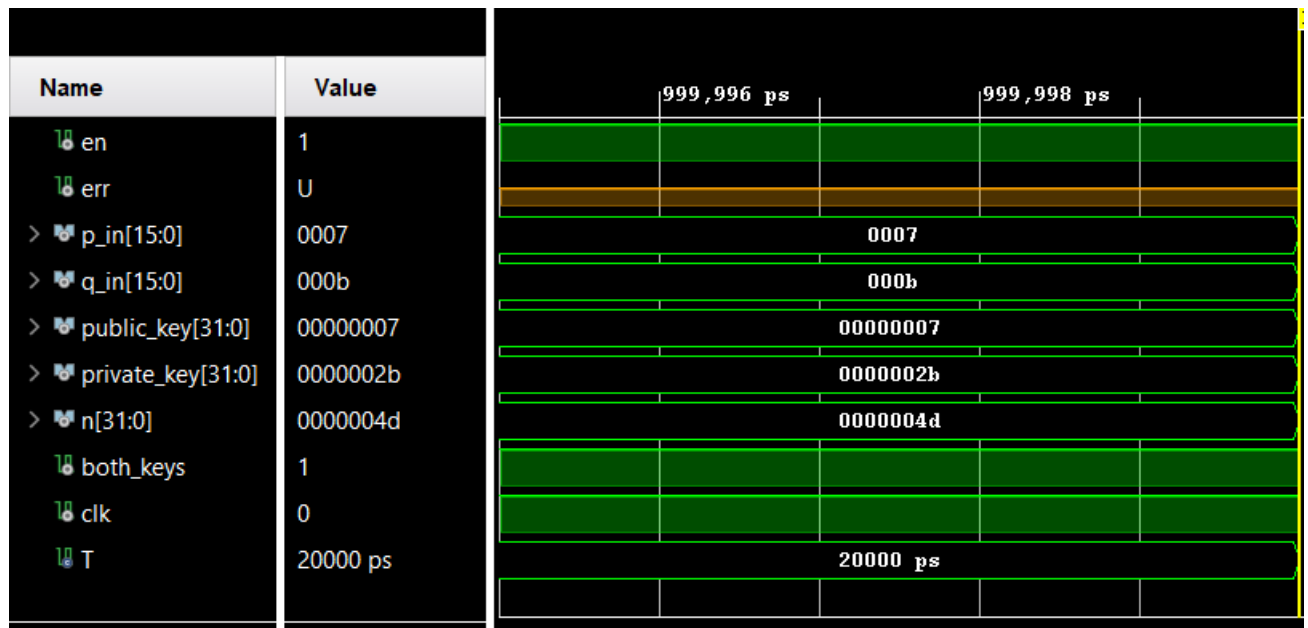 Name Value 999,996 ps 999,998 ps
en 1
err U
p_in[15:0] 0007 0007
q_in[15:0] 000b 000b
public_key[31:0] 00000007 00000007
private_key[31:0] 0000002b 0000002b
n[31:0] 0000004d 0000004d
both_keys 1
clk 0
T 20000 ps 20000 ps